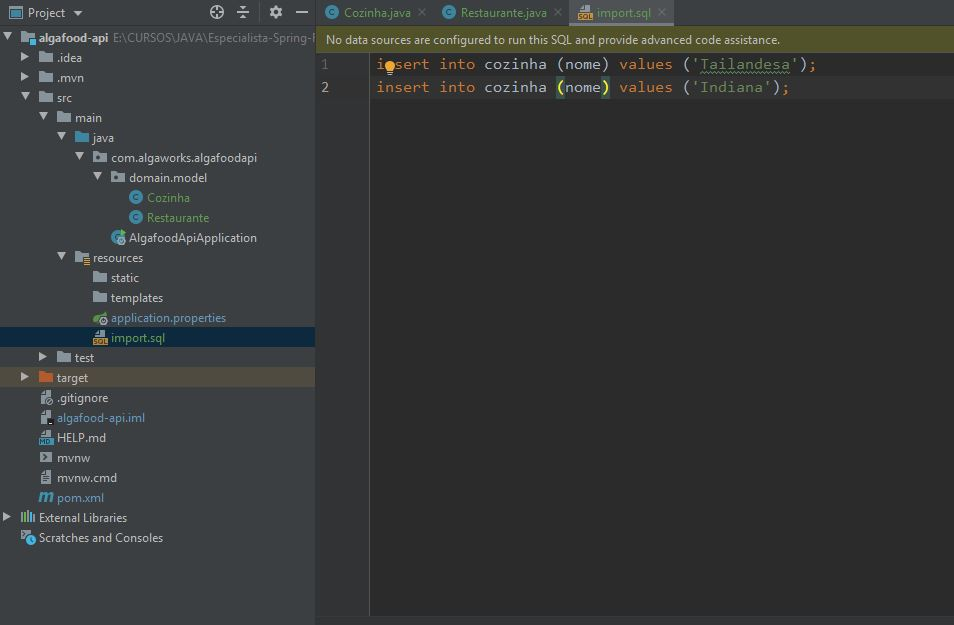 Project
Cozinha.java
Restaurante.java
import.sql
algafood-api E:\CURSOS\JAVA\Especialista-Spring-
.idea
.mvn
src
main
java
com.algaworks.algafoodapi
domain.model
Cozinha
Restaurante
AlgafoodApiApplication
resources
static
templates
application.properties
import.sql
test
target
.gitignore
algafood-api.iml
HELP.md
mvnw
mvnw.cmd
pom.xml
External Libraries
Scratches and Consoles
No data sources are configured to run this SQL and provide advanced code assistance.
1 insert into cozinha (nome) values ('Tailandesa');
2 insert into cozinha (nome) values ('Indiana');